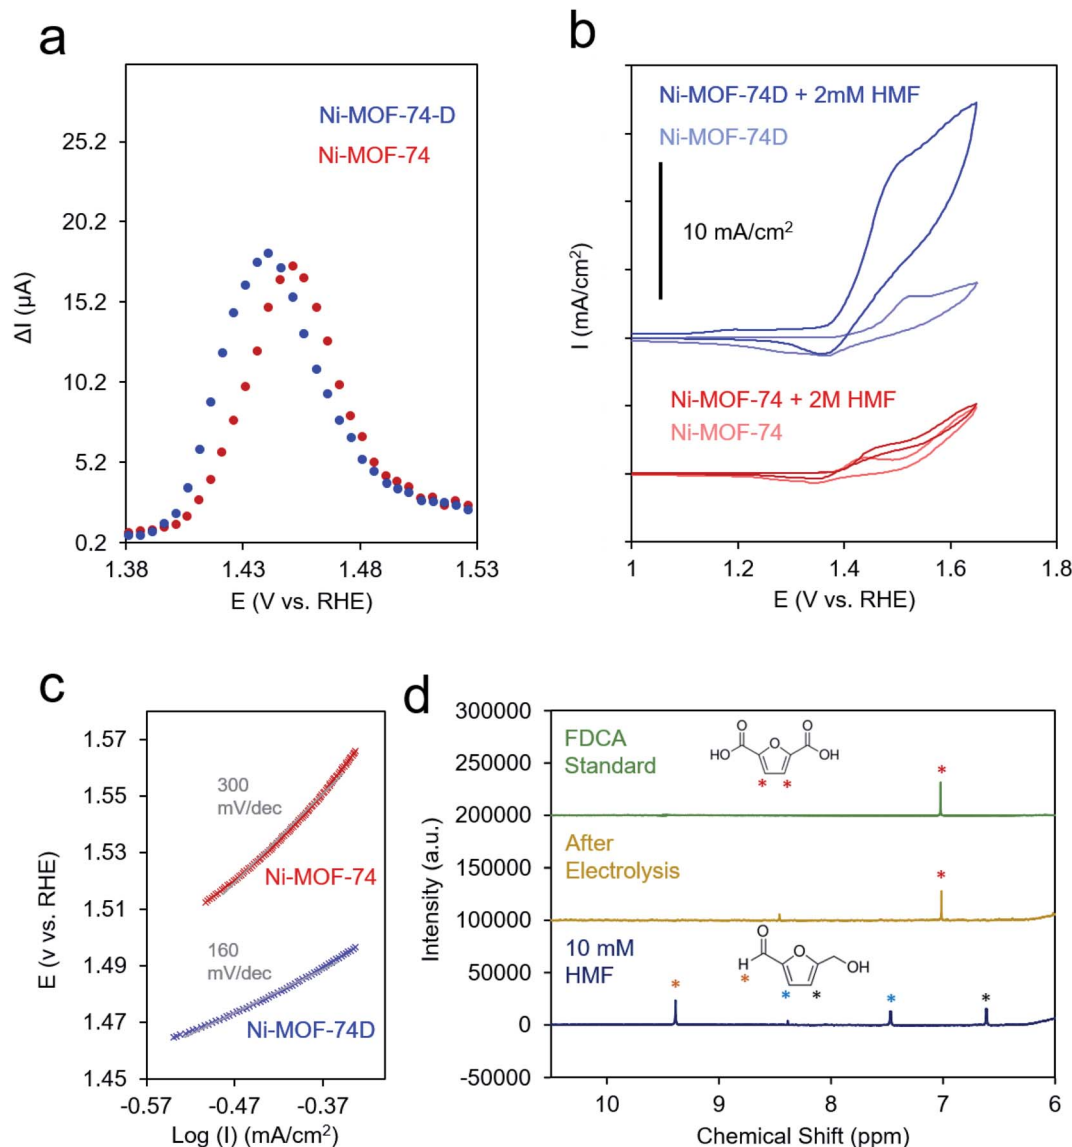 a
Ni-MOF-74-D
Ni-MOF-74
25.2
20.2
15.2
10.2
5.2
0.2
ΔI (µA)
1.38
1.43
1.48
1.53
E (V vs. RHE)
b
Ni-MOF-74D + 2mM HMF
Ni-MOF-74D
10 mA/cm²
I (mA/cm²)
Ni-MOF-74 + 2M HMF
Ni-MOF-74
1
1.2
1.4
1.6
1.8
E (V vs. RHE)
c
1.57
1.55
1.53
1.51
1.49
1.47
1.45
E (v vs. RHE)
300
mV/dec
Ni-MOF-74
160
mV/dec
Ni-MOF-74D
-0.57
-0.47
-0.37
Log (I) (mA/cm²)
d
300000
250000
200000
150000
100000
50000
0
-50000
Intensity (a.u.)
FDCA
Standard
O
O
HO
O
OH
* *
*
After
Electrolysis
*
10 mM
HMF
O
H
O
OH
* * * * * *
10
9
8
7
6
Chemical Shift (ppm)